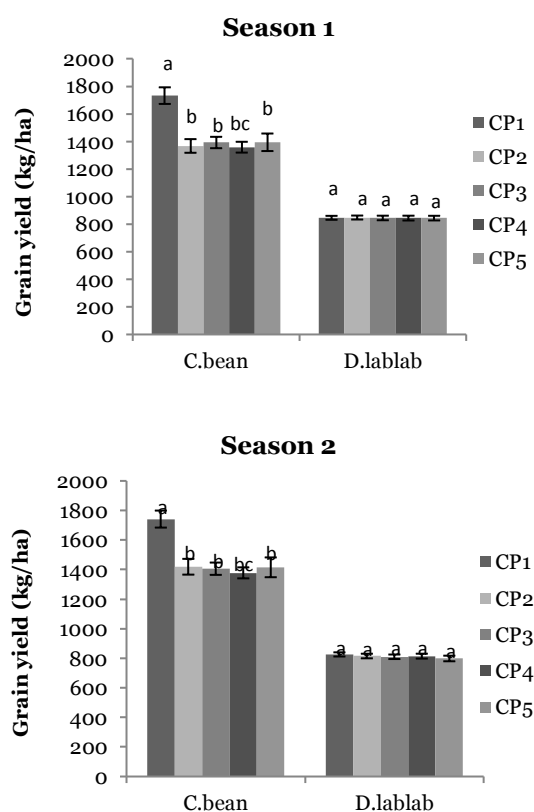 Season 1
Grain yield (kg/ha)
1800
1600
1400
1200
1000
800
600
400
200
0
a
b
b
bc
b
a
a
a
a
a
C.bean
D.lablab
CP1
CP2
CP3
CP4
CP5
Season 2
Grain yield (kg/ha)
2000
1800
1600
1400
1200
1000
800
600
400
200
0
a
b
b
bc
b
a
a
a
a
a
C.bean
D.lablab
CP1
CP2
CP3
CP4
CP5